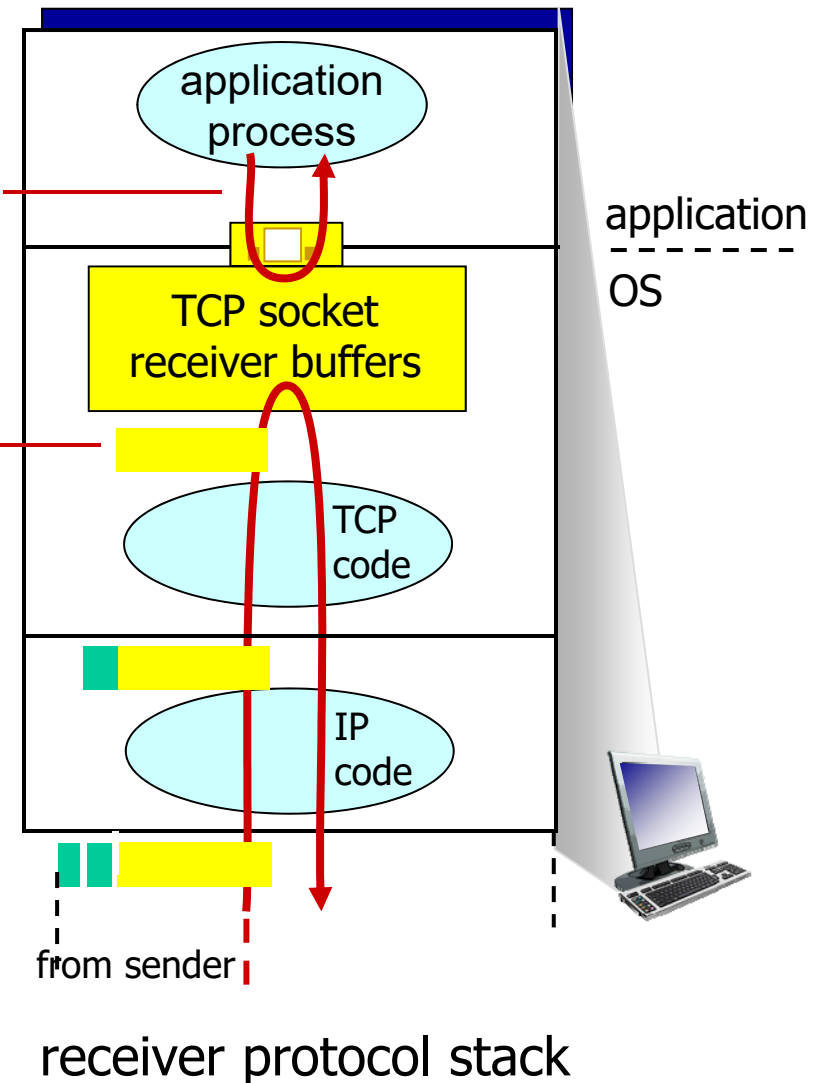 application
process
application
OS
TCP socket
receiver buffers
TCP
code
IP
code
from sender
receiver protocol stack